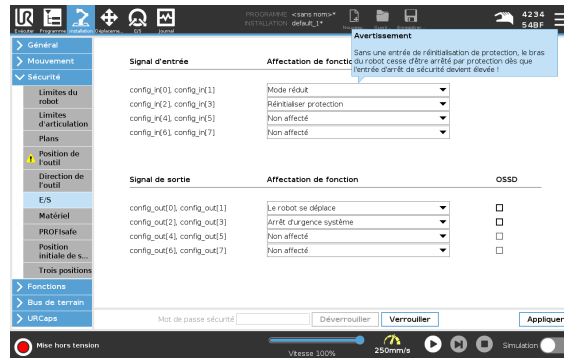 UR
Exécuter
Programme
Installation
Déplaceme...
E/S
Journal
PROGRAMME <sans nom>*
INSTALLATION default_1*
4234
54BF
Avertissement
Sans une entrée de réinitialisation de protection, le bras
du robot cesse d'être arrêté par protection dès que
l'entrée d'arrêt de sécurité devient élevée !
Général
Mouvement
Sécurité
Limites du
robot
Limites
d'articulation
Plans
Position de
l'outil
Direction de
l'outil
E/S
Matériel
PROFIsafe
Position
initiale de s...
Trois positions
Fonctions
Bus de terrain
URCaps
Signal d'entrée
Affectation de fonctio
config_in[0], config_in[1]
Mode réduit
config_in[2], config_in[3]
Réinitialiser protection
config_in[4], config_in[5]
Non affecté
config_in[6], config_in[7]
Non affecté
Signal de sortie
Affectation de fonction
OSSD
config_out[0], config_out[1]
Le robot se déplace
config_out[2], config_out[3]
Arrêt d'urgence système
config_out[4], config_out[5]
Non affecté
config_out[6], config_out[7]
Non affecté
Mot de passe sécurité
Déverrouiller
Verrouiller
Appliquer
Mise hors tension
Vitesse 100%
250mm/s
Simulation